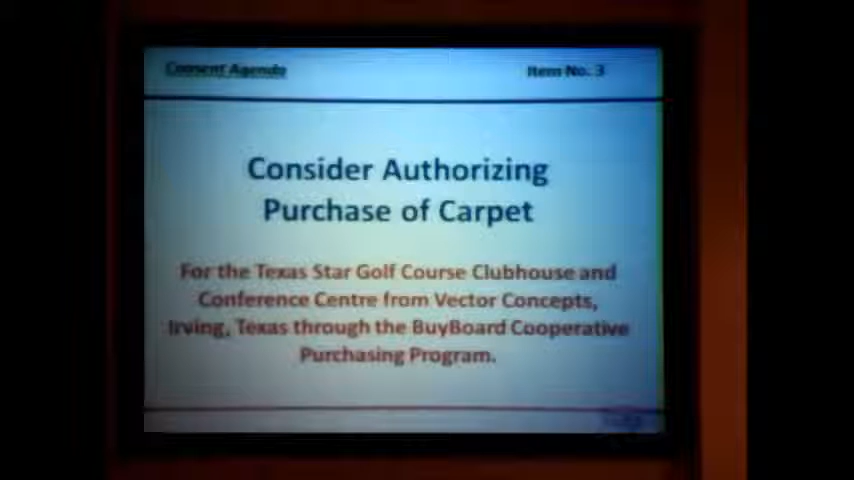 Consent Agenda Item No. 3
Consider Authorizing
Purchase of Carpet
For the Texas Star Golf Course Clubhouse and
Conference Centre from Vector Concepts,
Irving, Texas through the BuyBoard Cooperative
Purchasing Program.